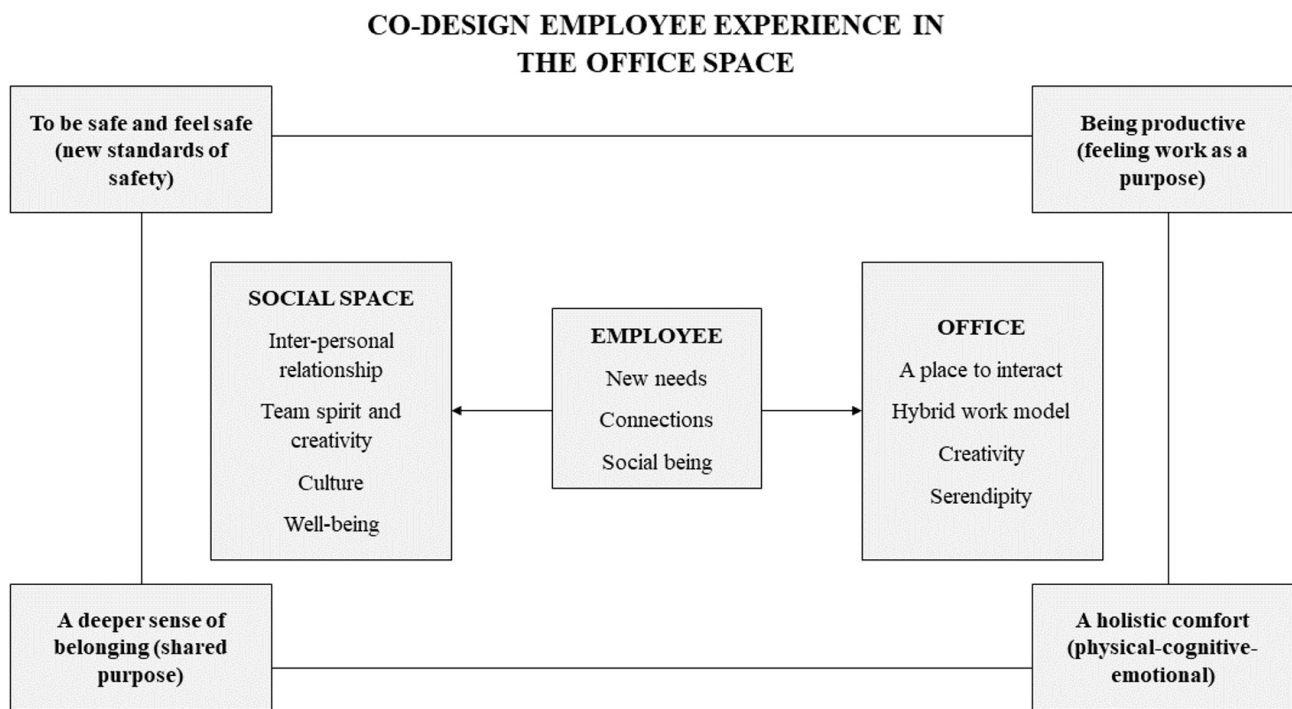 CO-DESIGN EMPLOYEE EXPERIENCE IN
THE OFFICE SPACE
To be safe and feel safe
(new standards of
safety)
Being productive
(feeling work as a
purpose)
SOCIAL SPACE
Inter-personal
relationship
Team spirit and
creativity
Culture
Well-being
EMPLOYEE
New needs
Connections
Social being
OFFICE
A place to interact
Hybrid work model
Creativity
Serendipity
A deeper sense of
belonging (shared
purpose)
A holistic comfort
(physical-cognitive-
emotional)